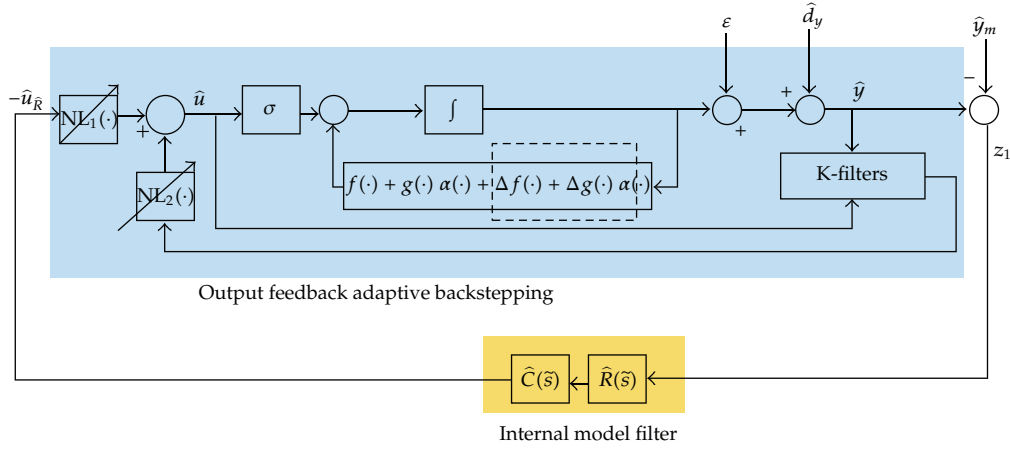 ε
d̂_y
ŷ_m
−
−û_R̂
NL₁(·)
+
û
σ
∫
+
+
ŷ
z₁
f(·) + g(·) α(·) + Δf(·) + Δg(·) α(·)
K-filters
NL₂(·)
Output feedback adaptive backstepping
Ĉ(s̃)
R̂(s̃)
Internal model filter